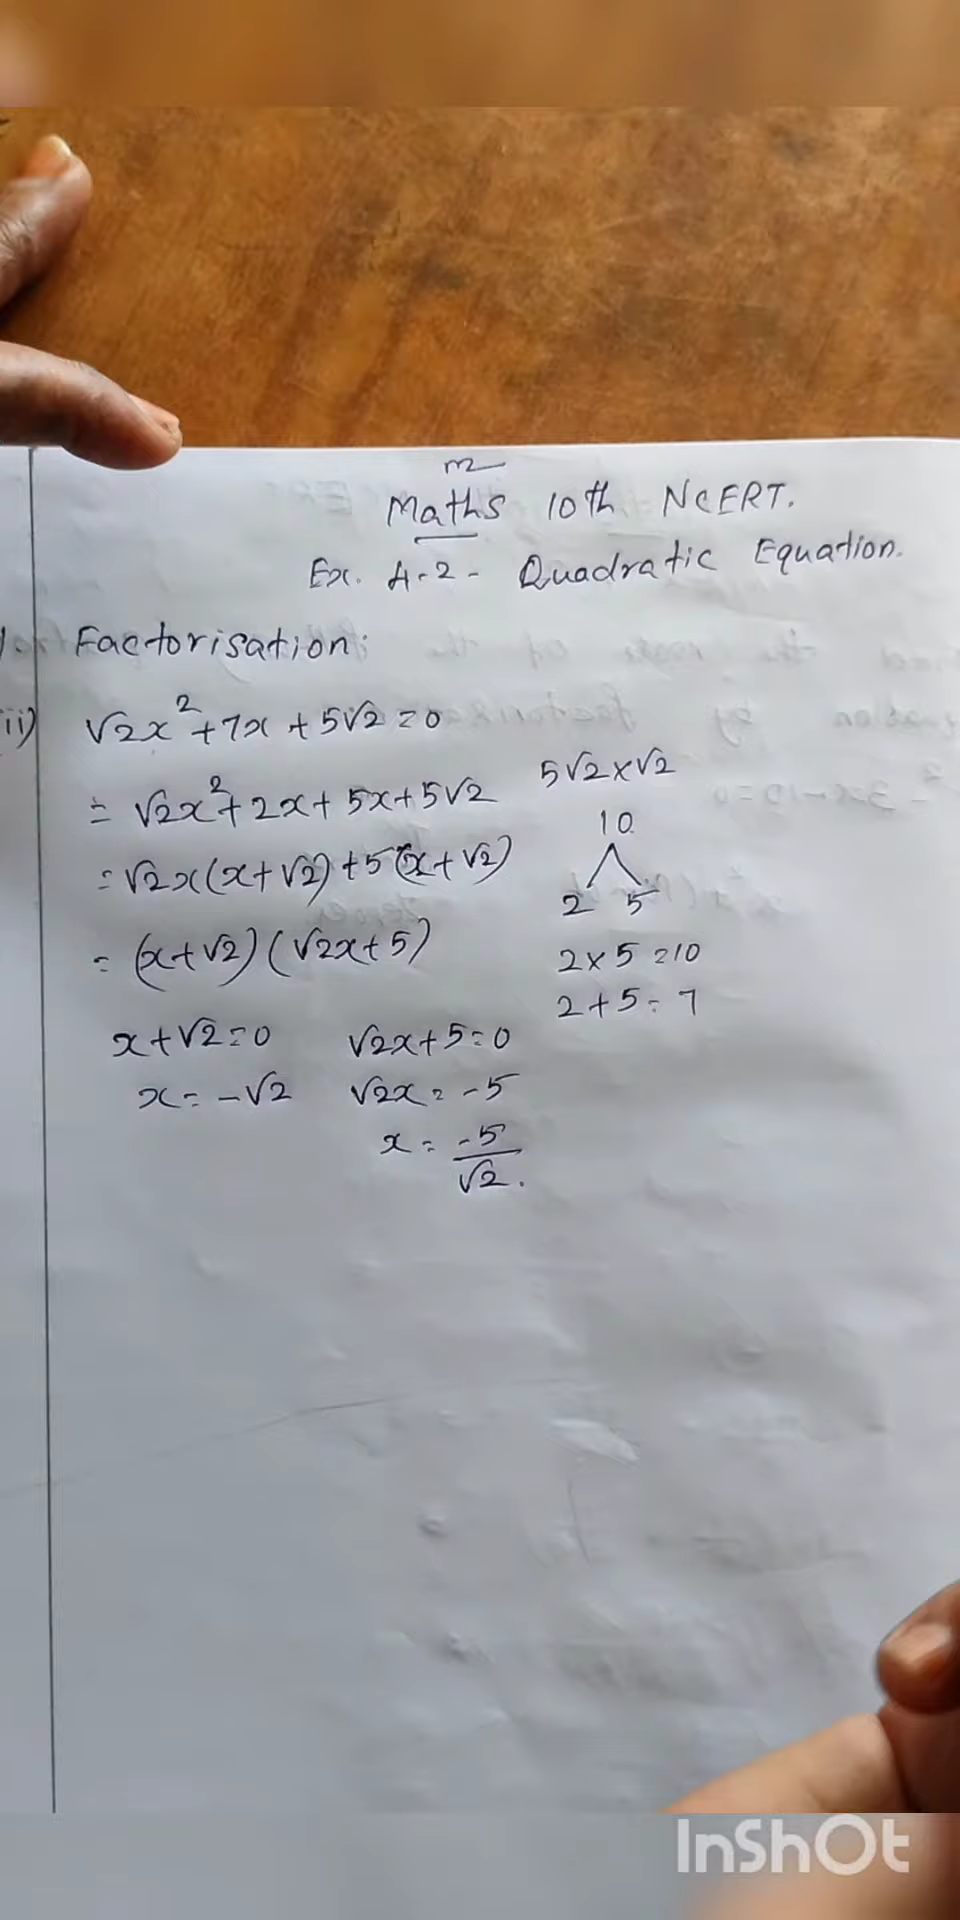 m
Maths 10th NCERT.
Ex. 4.2 - Quadratic Equation.
Factorisation:
ii) √2x² + 7x + 5√2 = 0
= √2x² + 2x + 5x + 5√2 5√2 x √2
10
= √2x (x + √2) + 5 (x + √2)
2 5
= (x + √2) (√2x + 5)
2 x 5 = 10
2 + 5 = 7
x + √2 = 0 √2x + 5 = 0
x = -√2 √2x = -5
x = -5/√2.
InShOt